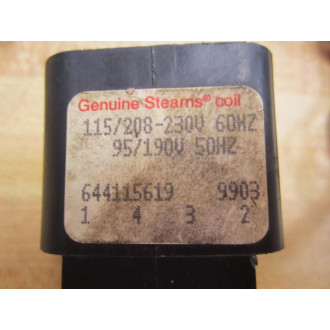 Genuine Stearns® coil
115/208-230V 60HZ
95/190V 50HZ
644115619 9903
1 4 3 2